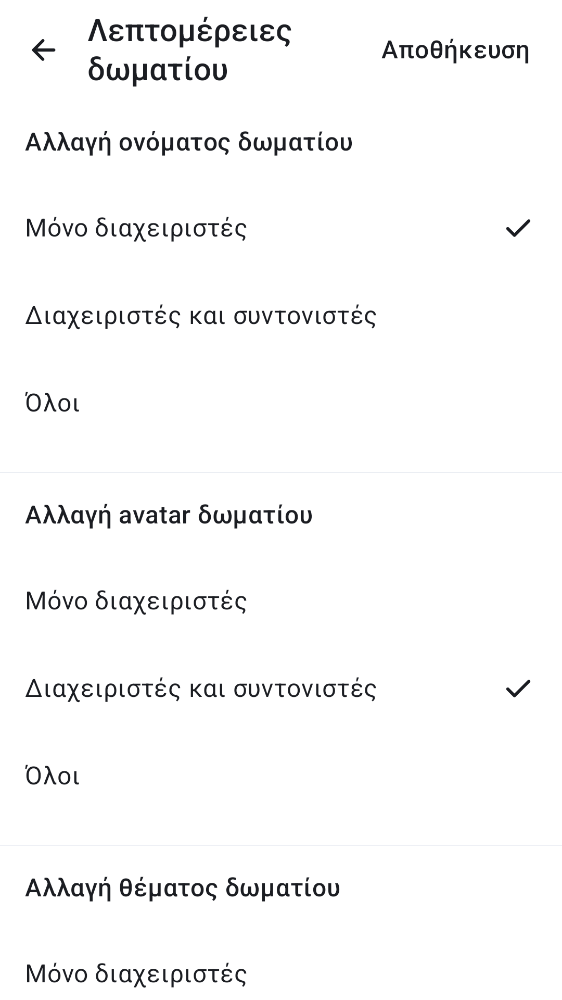 Λεπτομέρειες
δωματίου
Αποθήκευση
Αλλαγή ονόματος δωματίου
Μόνο διαχειριστές
Διαχειριστές και συντονιστές
Όλοι
Αλλαγή avatar δωματίου
Μόνο διαχειριστές
Διαχειριστές και συντονιστές
Όλοι
Αλλαγή θέματος δωματίου
Μόνο διαχειριστές